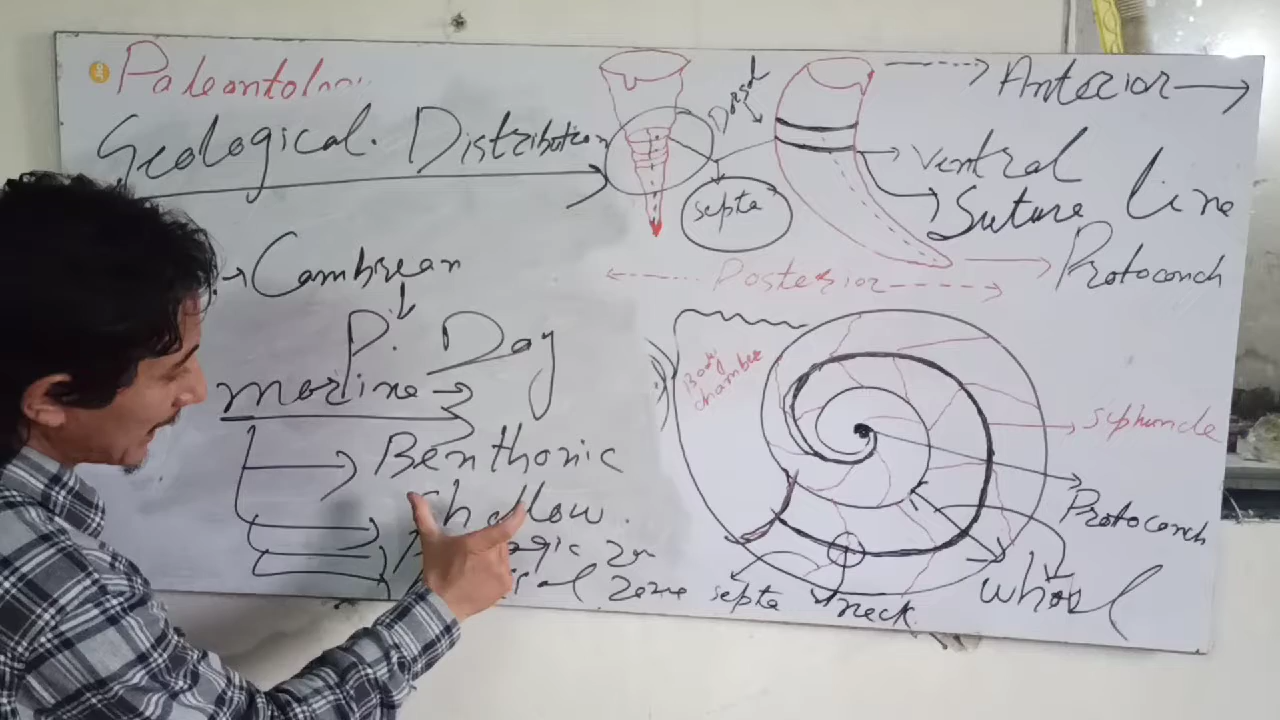 Paleontolo
Geological. Distribution
→ Cambrean
P. Day
marine →
Benthonic
Shallow.
zone
Dorsal
septa
Anterior
Ventral
Suture line
Protoconch
Posterior
Body
chamber
siphuncle
Protoconch
whorl
septa
neck